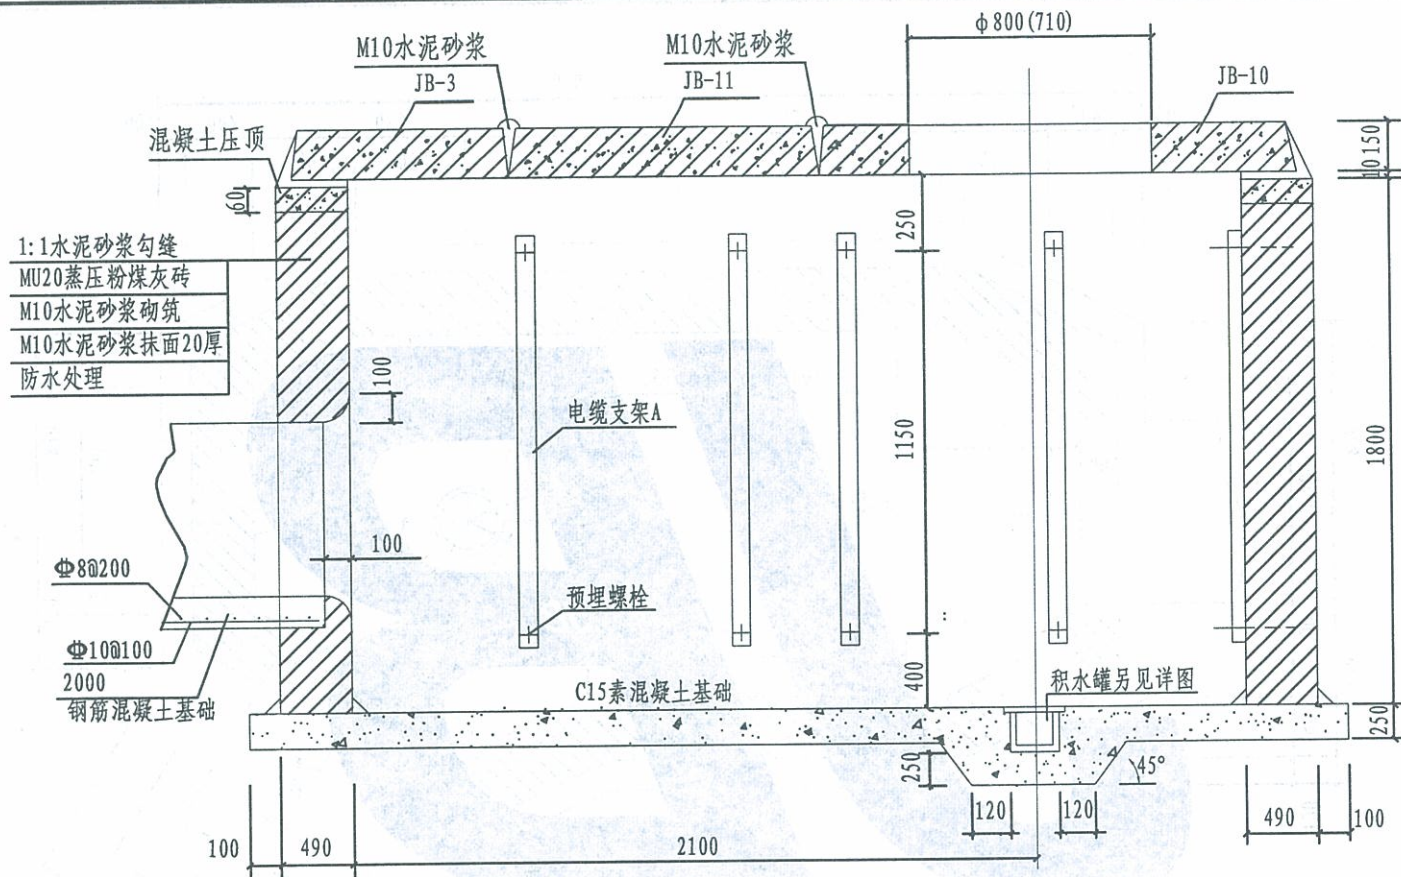 φ800(710)
M10水泥砂浆
M10水泥砂浆
JB-3
JB-11
JB-10
混凝土压顶
150
10
60
250
1:1水泥砂浆勾缝
MU20蒸压粉煤灰砖
M10水泥砂浆砌筑
M10水泥砂浆抹面20厚
防水处理
100
电缆支架A
1150
1800
100
Φ8@200
预埋螺栓
Φ10@100
2000
钢筋混凝土基础
C15素混凝土基础
400
积水罐另见详图
250
250
45°
120
120
490
100
100
490
2100